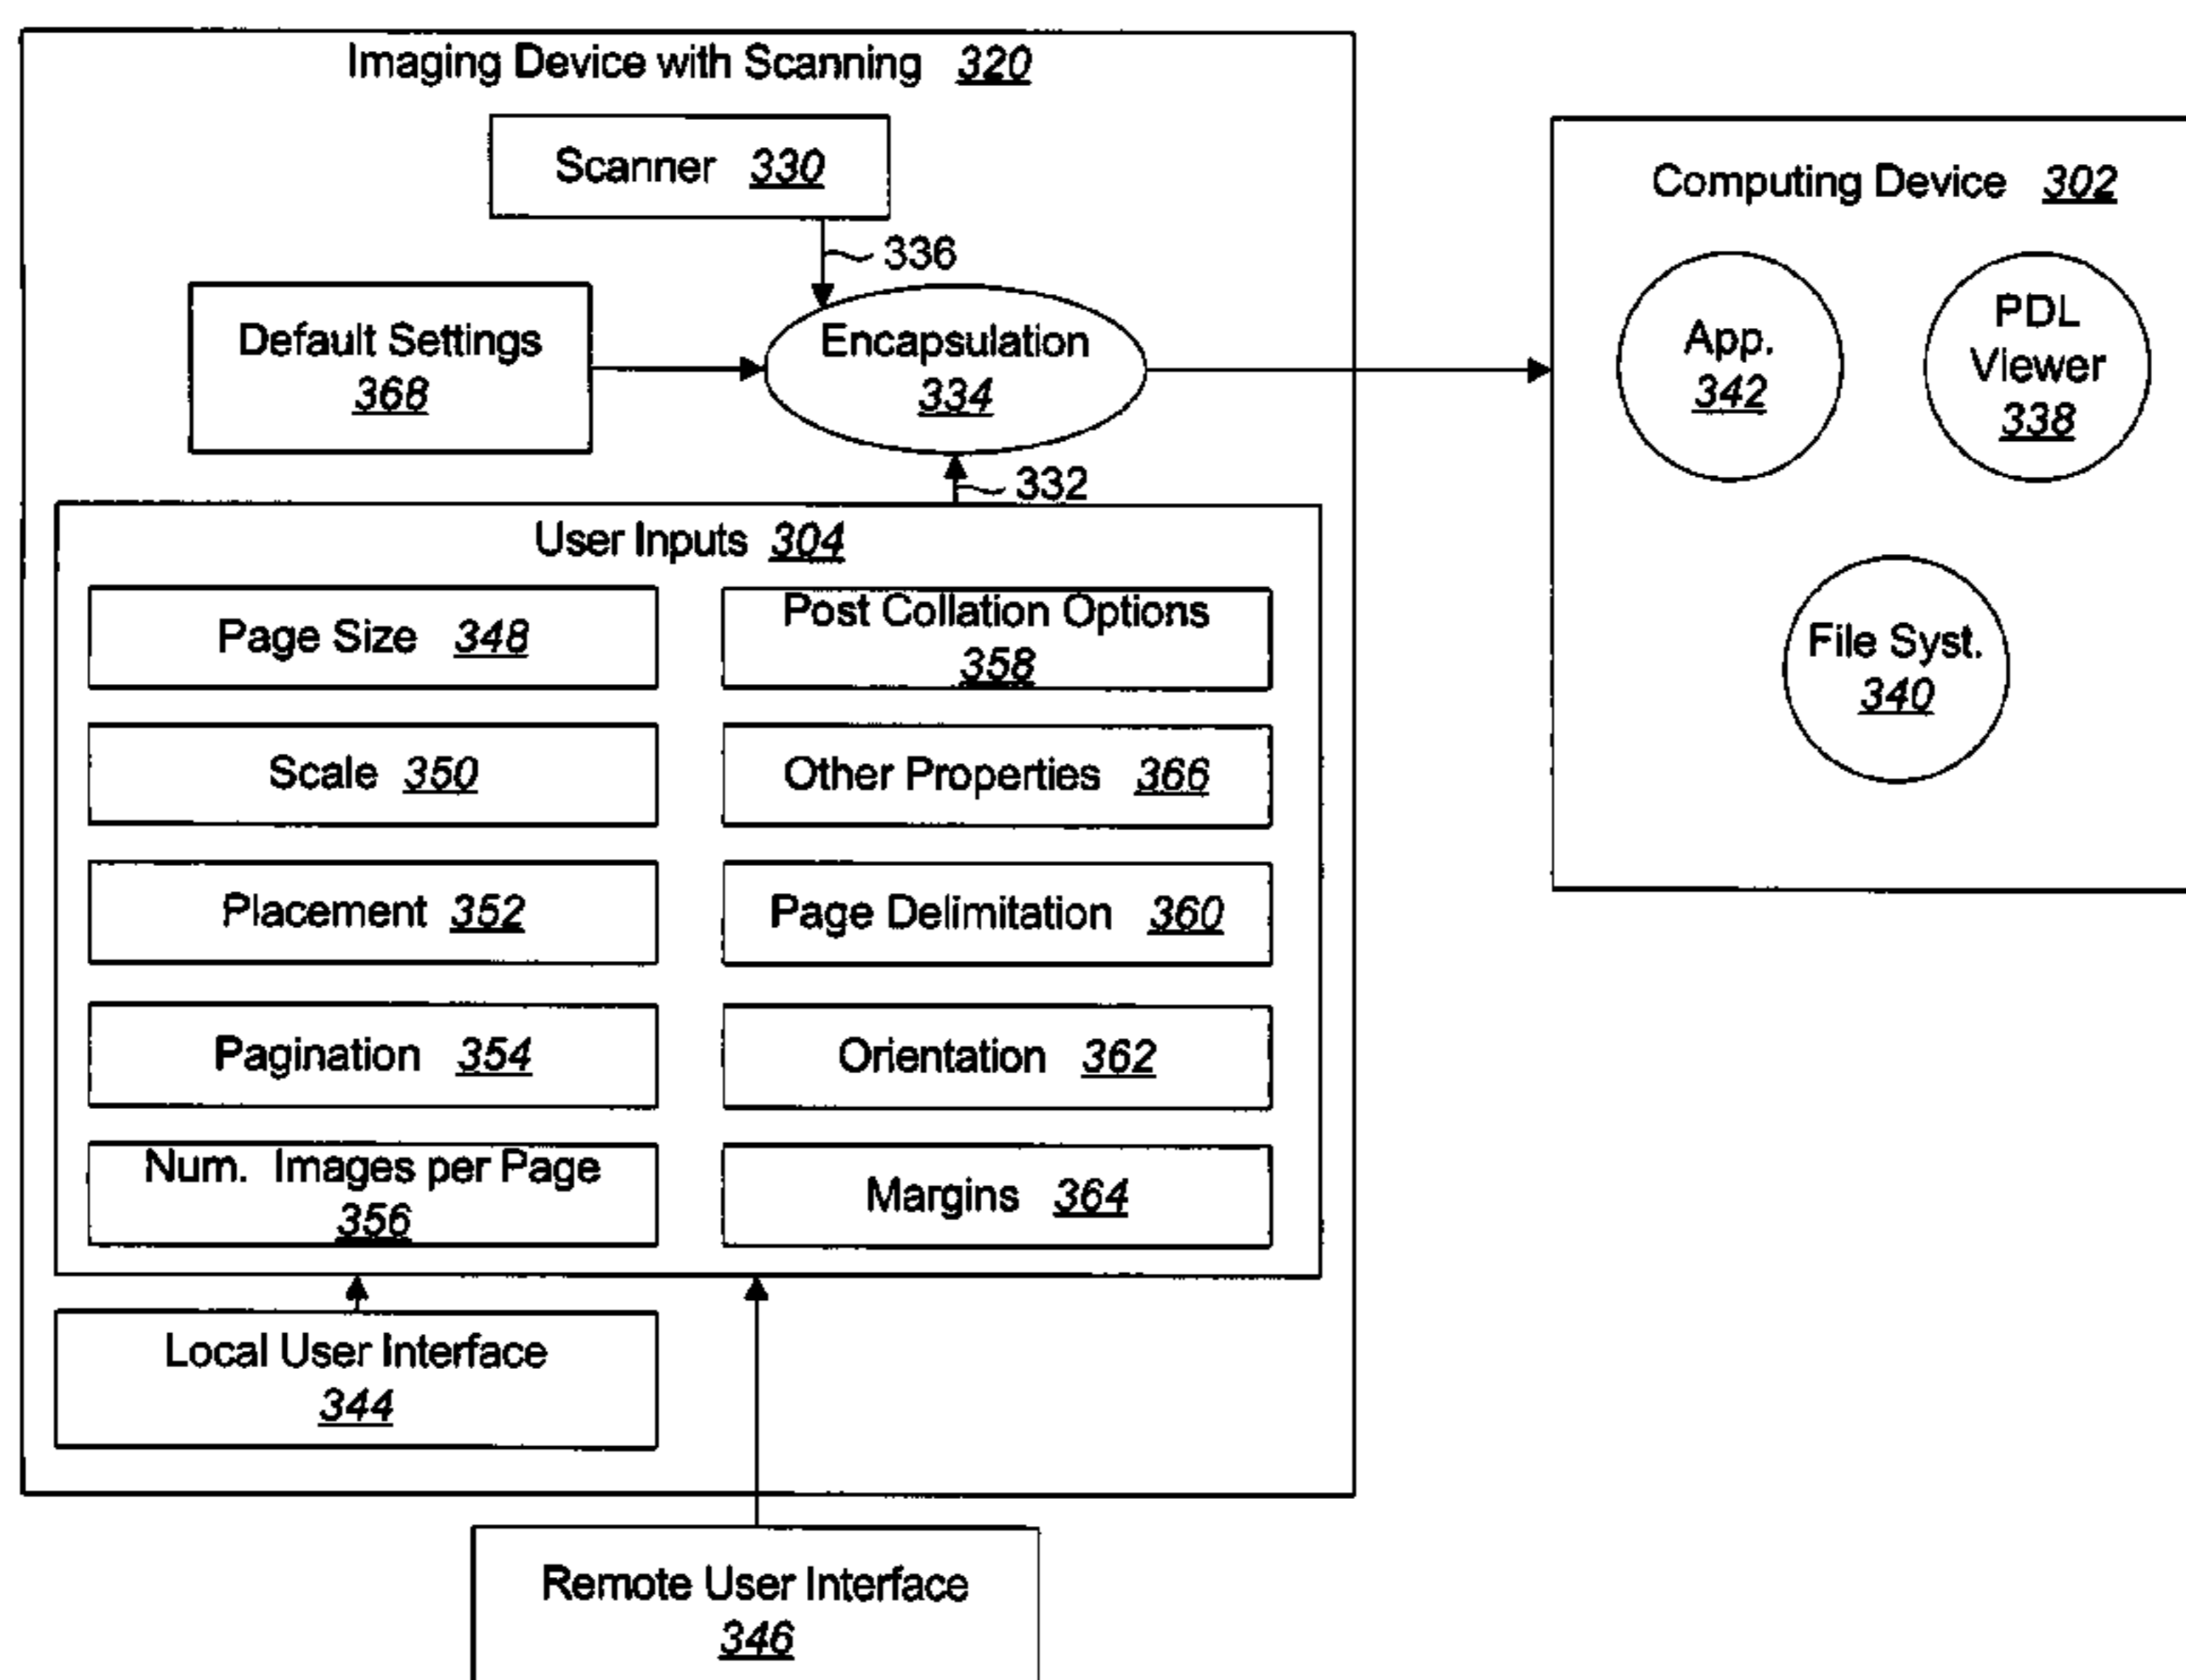 Imaging Device with Scanning 320
Scanner 330
336
Default Settings
368
Encapsulation
334
332
User Inputs 304
Page Size 348
Post Collation Options
358
Scale 350
Other Properties 366
Placement 352
Page Delimitation 360
Pagination 354
Orientation 362
Num. Images per Page
356
Margins 364
Local User Interface
344
Remote User Interface
346
Computing Device 302
App.
342
PDL
Viewer
338
File Syst.
340